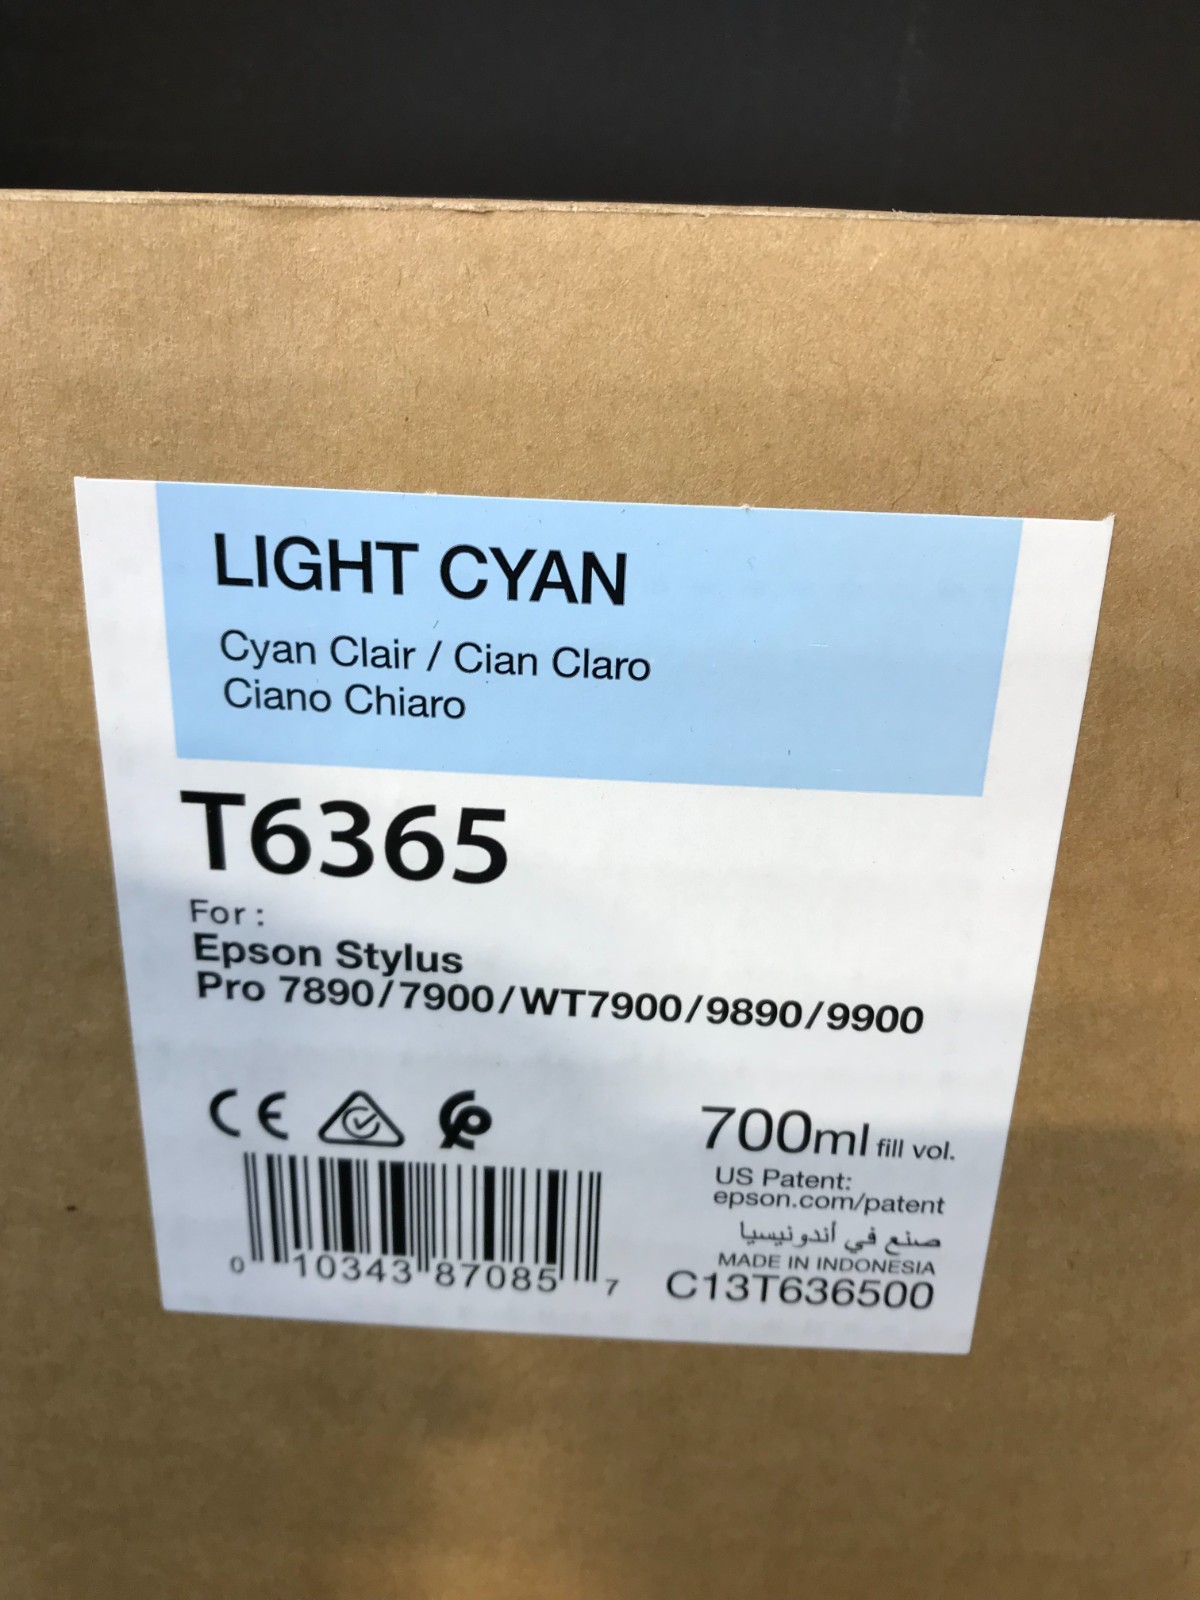 LIGHT CYAN
Cyan Clair / Cian Claro
Ciano Chiaro
T6365
For :
Epson Stylus
Pro 7890/7900/WT7900/9890/9900
CE
700ml fill vol.
US Patent:
epson.com/patent
صنع في أندونيسيا
MADE IN INDONESIA
C13T636500
0 10343 87085 7